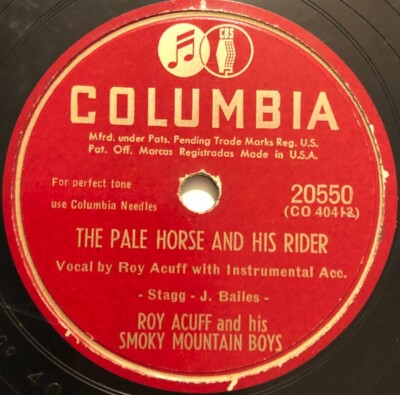 CBS
COLUMBIA
Mfrd. under Pats. Pending Trade Marks Reg. U.S.
Pat. Off. Marcas Registradas Made in U.S.A.
For perfect tone
use Columbia Needles
20550
THE PALE HORSE AND HIS RIDER
Vocal by Roy Acuff with Instrumental Acc.
- Stagg - J. Bailes -
ROY ACUFF and his
SMOKY MOUNTAIN BOYS